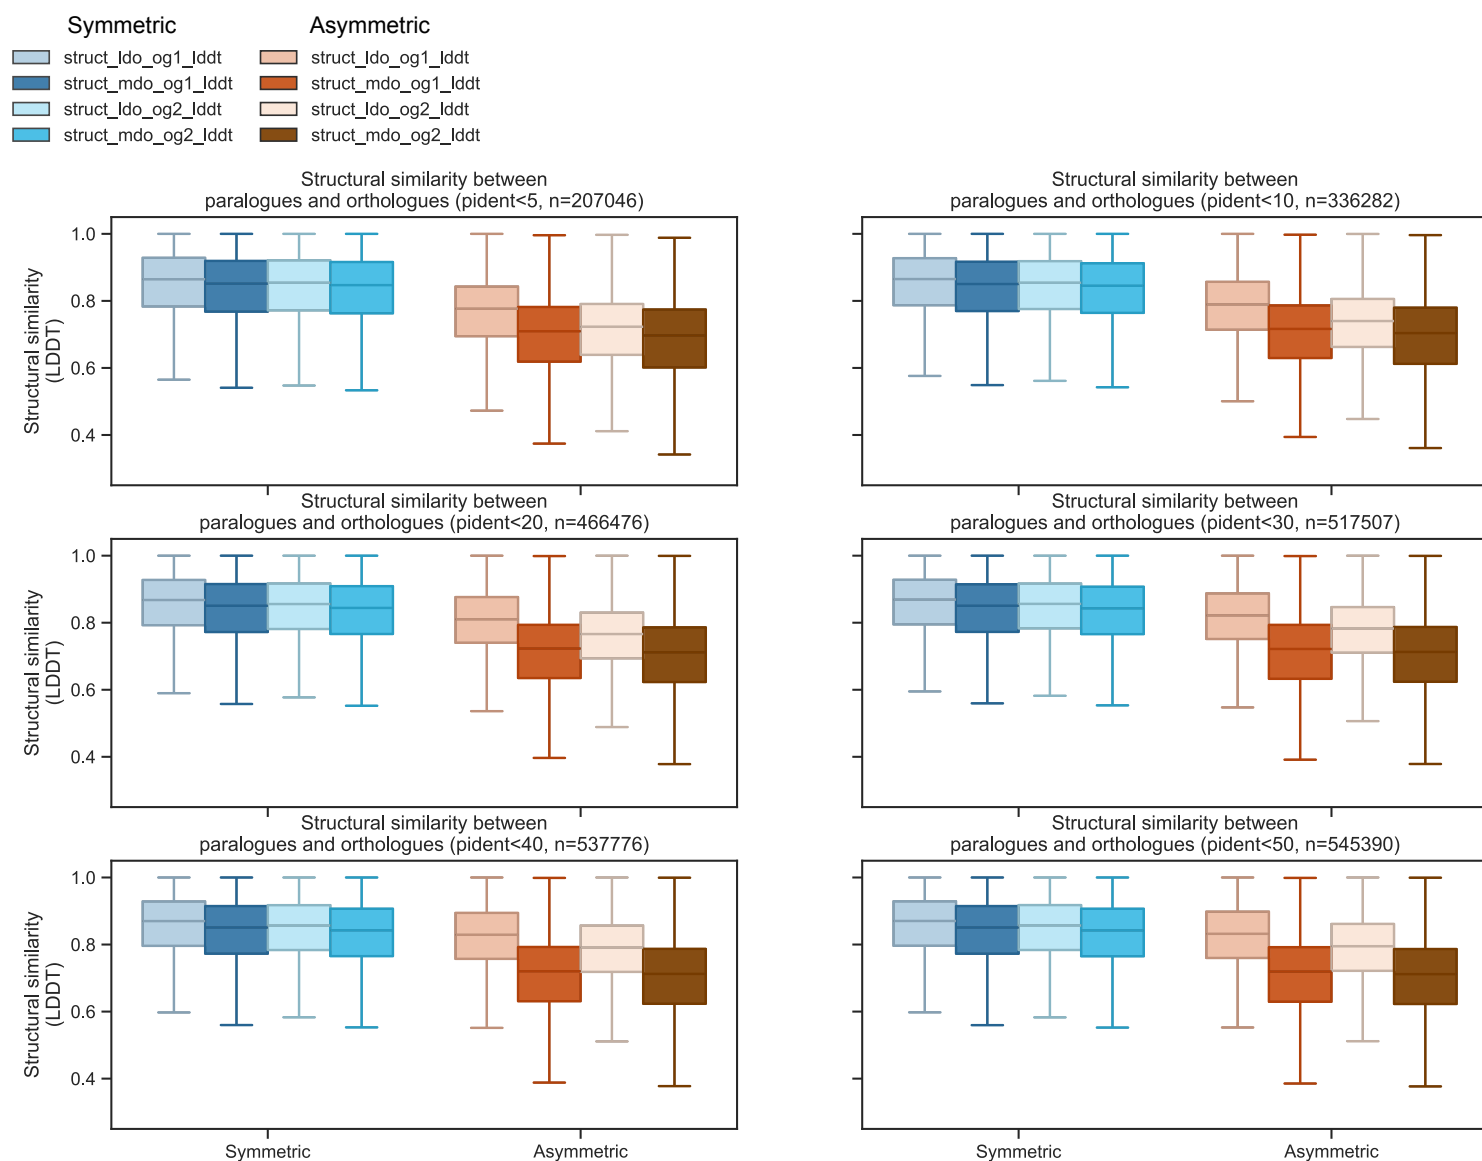 Symmetric
Asymmetric
struct_ldo_og1_lddt
struct_ldo_og1_lddt
struct_mdo_og1_lddt
struct_mdo_og1_lddt
struct_ldo_og2_lddt
struct_ldo_og2_lddt
struct_mdo_og2_lddt
struct_mdo_og2_lddt
Structural similarity between
paralogues and orthologues (pident<5, n=207046)
1.0
0.8
0.6
0.4
Structural similarity
(LDDT)
Structural similarity between
paralogues and orthologues (pident<10, n=336282)
Structural similarity between
paralogues and orthologues (pident<20, n=466476)
1.0
0.8
0.6
0.4
Structural similarity
(LDDT)
Structural similarity between
paralogues and orthologues (pident<30, n=517507)
Structural similarity between
paralogues and orthologues (pident<40, n=537776)
1.0
0.8
0.6
0.4
Structural similarity
(LDDT)
Symmetric
Asymmetric
Structural similarity between
paralogues and orthologues (pident<50, n=545390)
Symmetric
Asymmetric